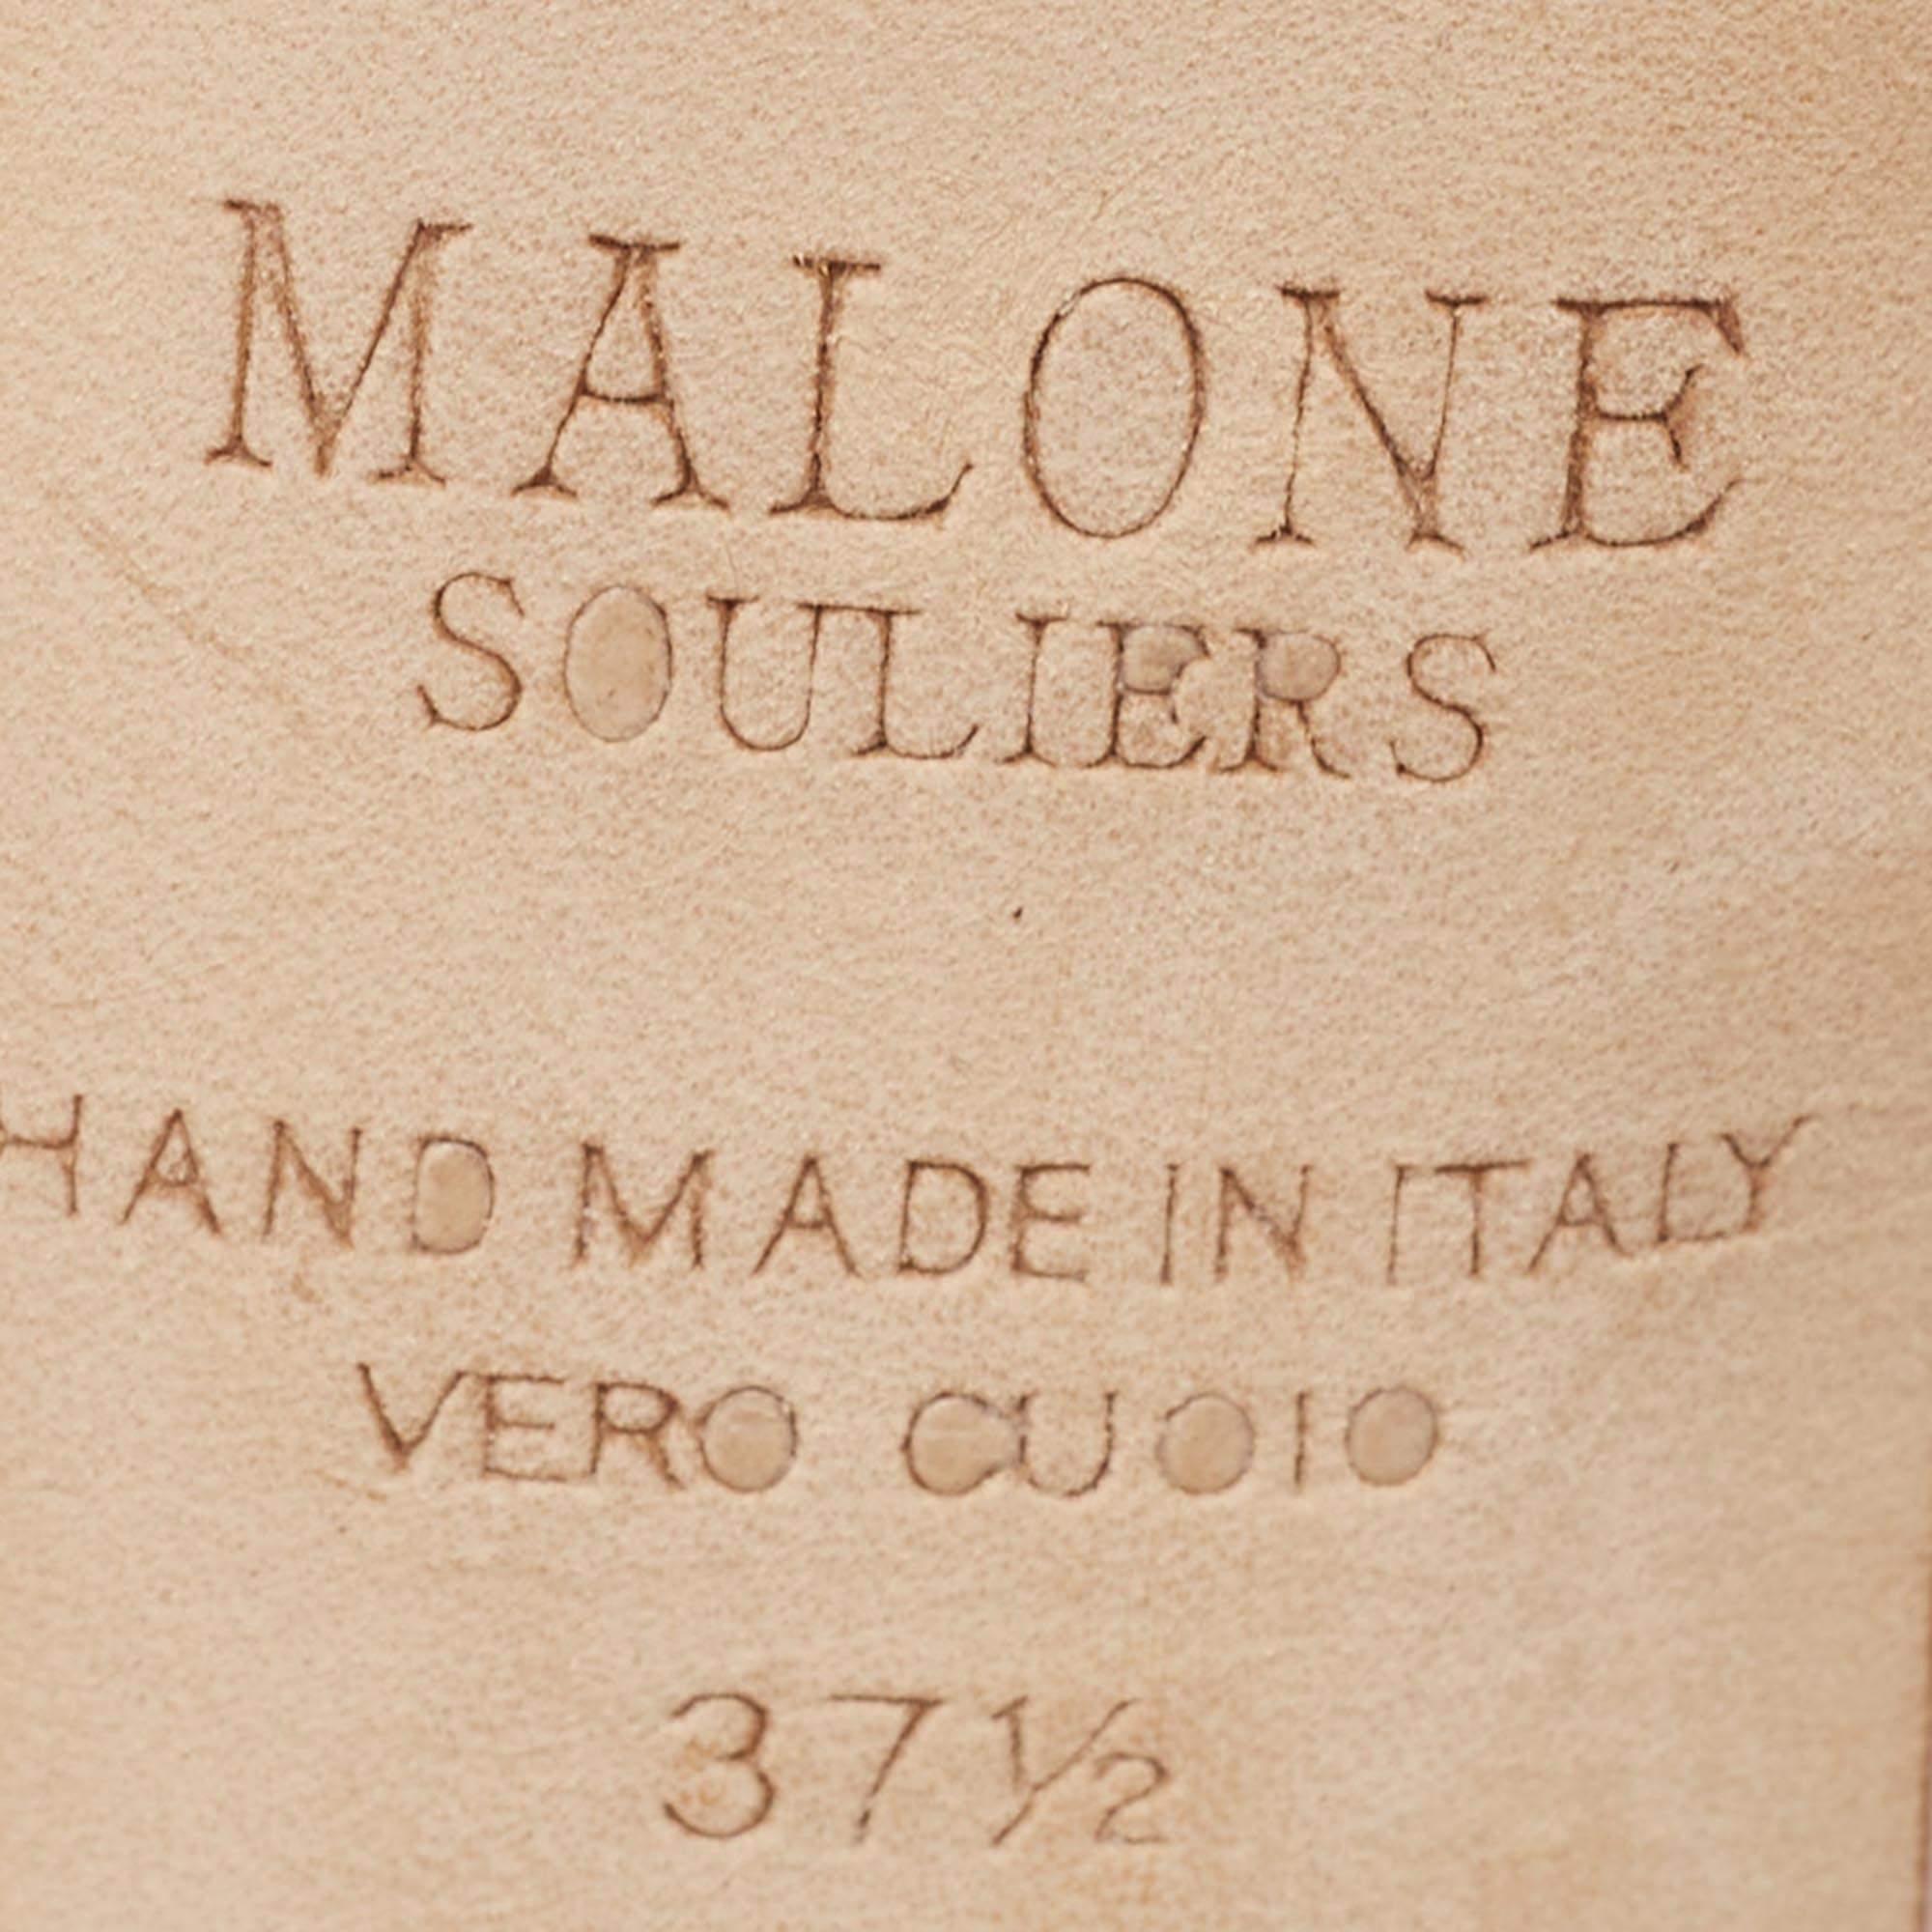 MALONE
SOULIERS
HAND MADE IN ITALY
VERO CUOIO
37½